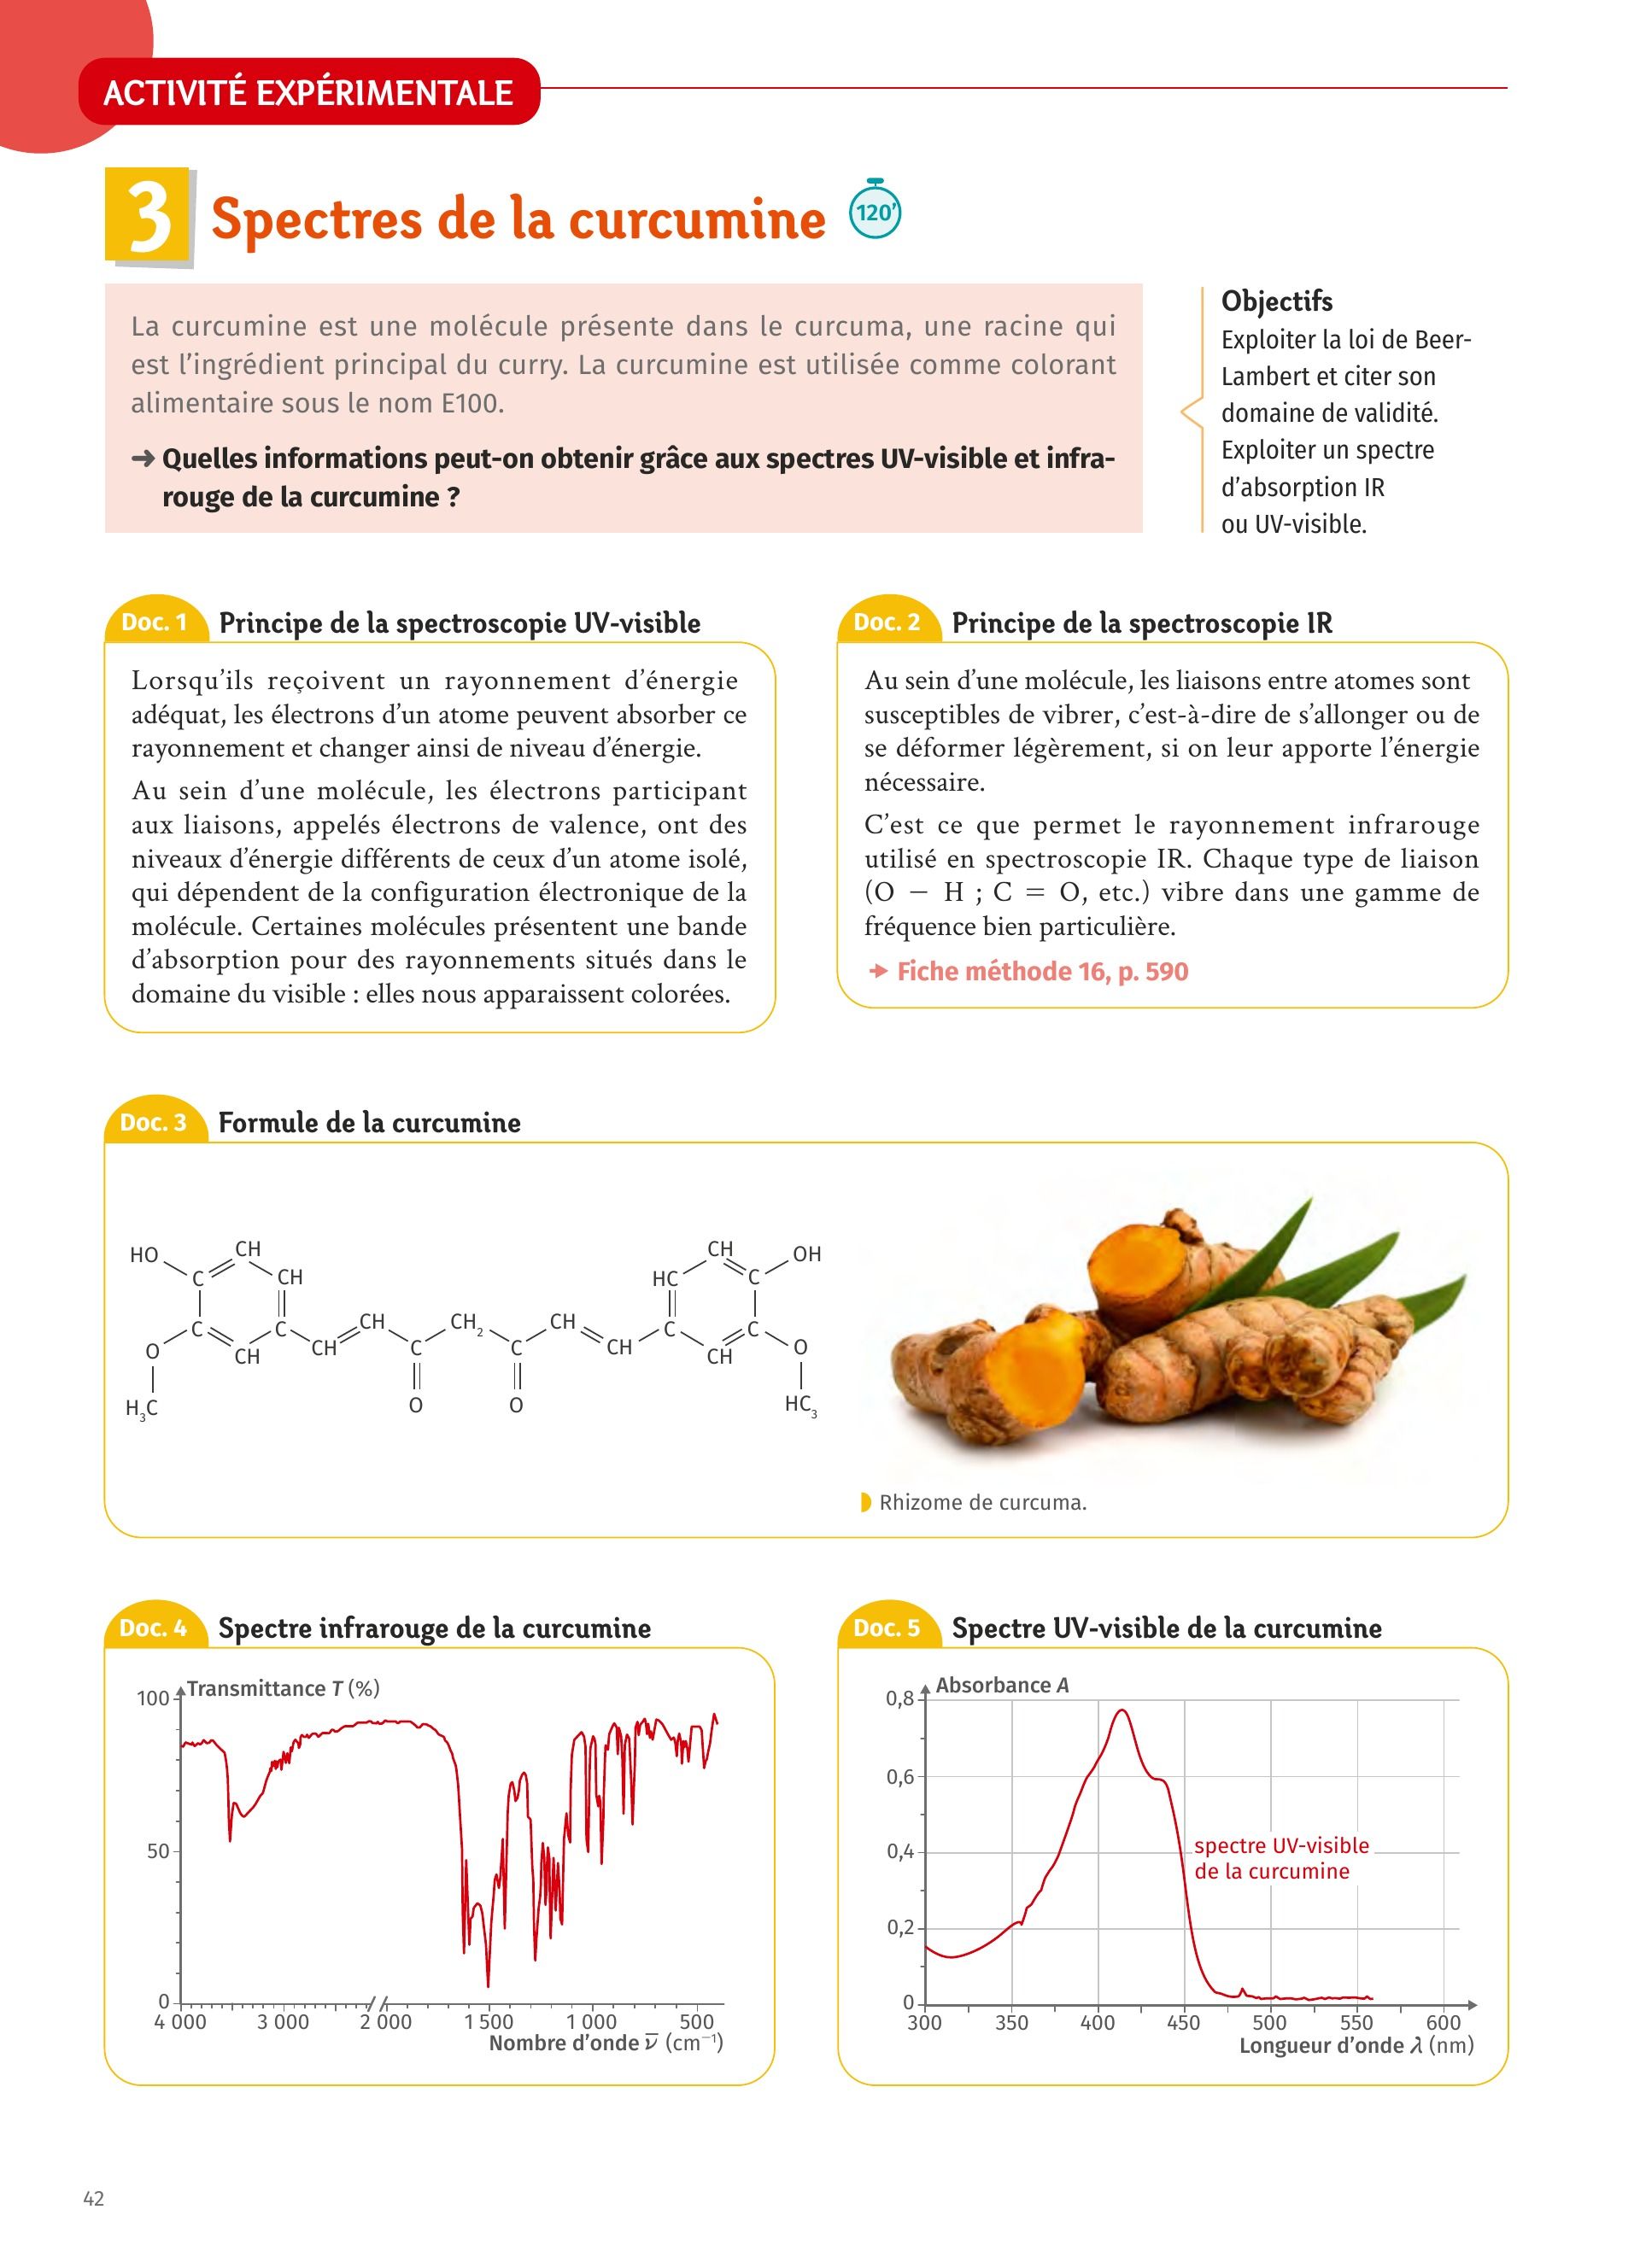 ACTIVITÉ EXPÉRIMENTALE
3 Spectres de la curcumine 120’
La curcumine est une molécule présente dans le curcuma, une racine qui
est l’ingrédient principal du curry. La curcumine est utilisée comme colorant
alimentaire sous le nom E100.
➜ Quelles informations peut-on obtenir grâce aux spectres UV-visible et infra-
rouge de la curcumine ?
Objectifs
Exploiter la loi de Beer-
Lambert et citer son
domaine de validité.
Exploiter un spectre
d’absorption IR
ou UV-visible.
Doc. 1 Principe de la spectroscopie UV-visible
Lorsqu’ils reçoivent un rayonnement d’énergie
adéquat, les électrons d’un atome peuvent absorber ce
rayonnement et changer ainsi de niveau d’énergie.
Au sein d’une molécule, les électrons participant
aux liaisons, appelés électrons de valence, ont des
niveaux d’énergie différents de ceux d’un atome isolé,
qui dépendent de la configuration électronique de la
molécule. Certaines molécules présentent une bande
d’absorption pour des rayonnements situés dans le
domaine du visible : elles nous apparaissent colorées.
Doc. 2 Principe de la spectroscopie IR
Au sein d’une molécule, les liaisons entre atomes sont
susceptibles de vibrer, c’est-à-dire de s’allonger ou de
se déformer légèrement, si on leur apporte l’énergie
nécessaire.
C’est ce que permet le rayonnement infrarouge
utilisé en spectroscopie IR. Chaque type de liaison
(O − H ; C = O, etc.) vibre dans une gamme de
fréquence bien particulière.
Fiche méthode 16, p. 590
Doc. 3 Formule de la curcumine
HO CH CH OH
C CH HC C
C C CH CH₂ CH C C
O CH CH C C CH CH O
H₃C O O HC₃
Rhizome de curcuma.
Doc. 4 Spectre infrarouge de la curcumine
Transmittance T (%)
100
50
0
4 000 3 000 2 000 1 500 1 000 500
Nombre d’onde ν̅ (cm⁻¹)
Doc. 5 Spectre UV-visible de la curcumine
Absorbance A
0,8
0,6
0,4
0,2
0
spectre UV-visible
de la curcumine
300 350 400 450 500 550 600
Longueur d’onde λ (nm)
42